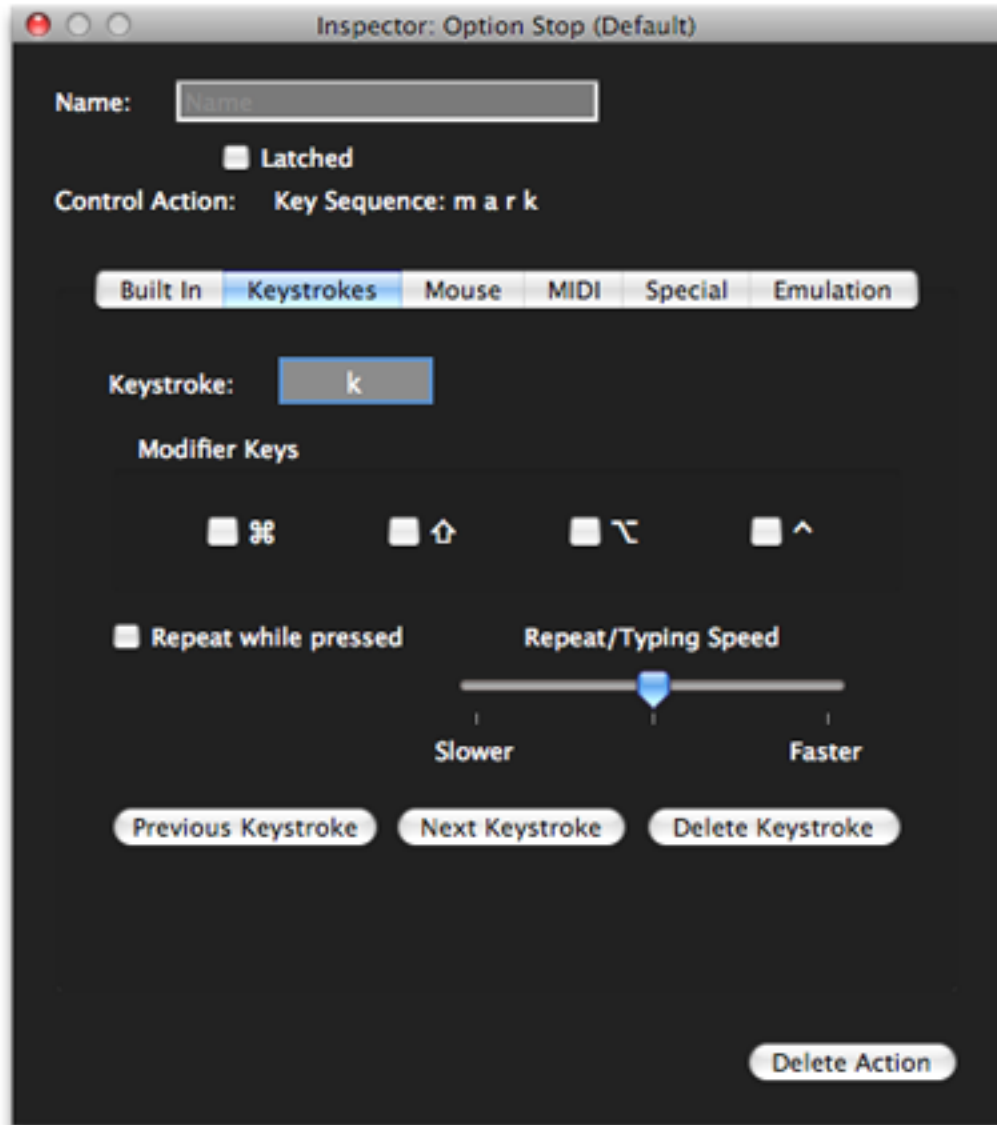 Inspector: Option Stop (Default)
Name: Name
Latched
Control Action: Key Sequence: m a r k
Built In Keystrokes Mouse MIDI Special Emulation
Keystroke: k
Modifier Keys
⌘ ⇧ ⌥ ^
Repeat while pressed Repeat/Typing Speed
Slower Faster
Previous Keystroke Next Keystroke Delete Keystroke
Delete Action